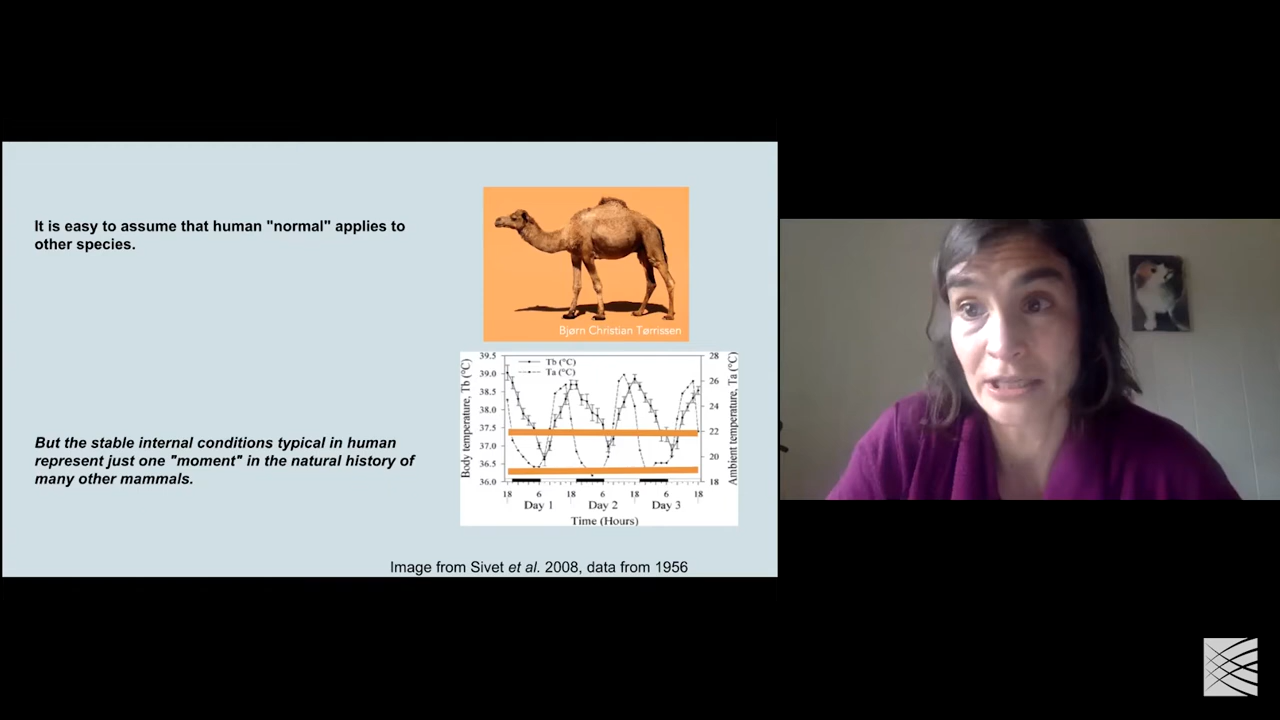 It is easy to assume that human "normal" applies to
other species.
Bjørn Christian Tørrissen
But the stable internal conditions typical in human
represent just one "moment" in the natural history of
many other mammals.
Body temperature, Tb (°C)
39.5
39.0
38.5
38.0
37.5
37.0
36.5
36.0
Tb (°C)
Ta (°C)
28
26
24
22
20
18
Ambient temperature, Ta (°C)
18 6 18 6 18 6 18
Day 1 Day 2 Day 3
Time (Hours)
Image from Sivet et al. 2008, data from 1956